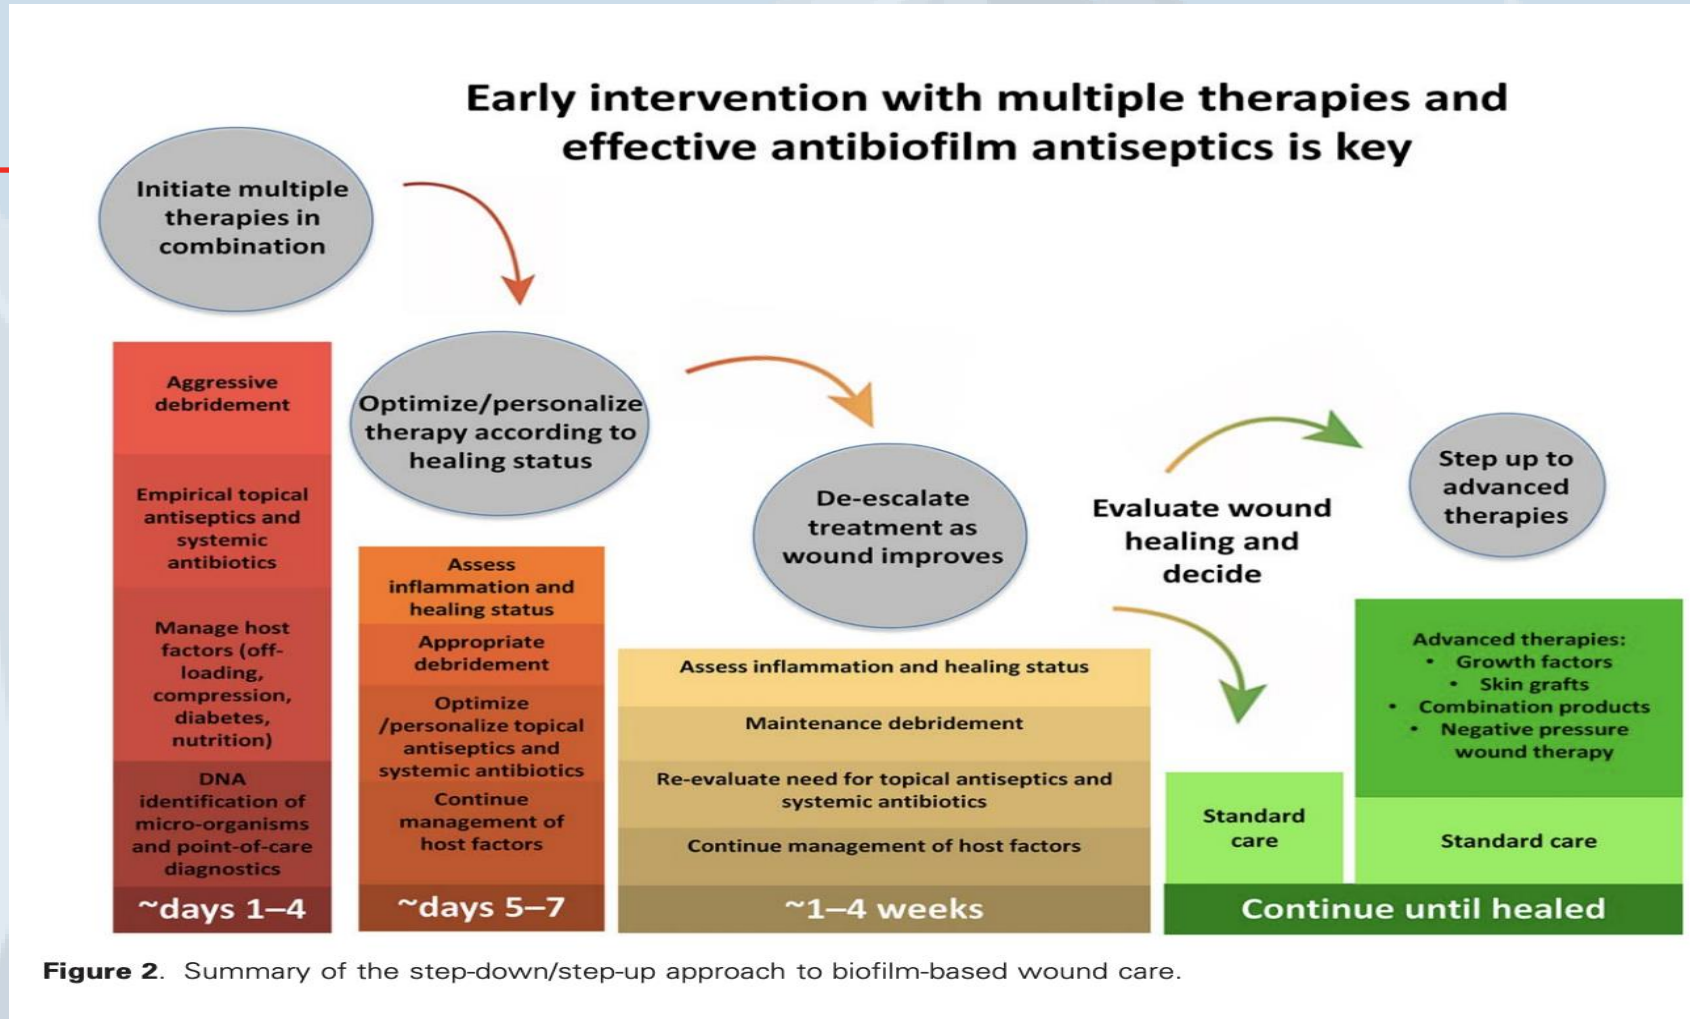 Early intervention with multiple therapies and
effective antibiofilm antiseptics is key
Initiate multiple
therapies in
combination
Aggressive
debridement
Empirical topical
antiseptics and
systemic
antibiotics
Manage host
factors (off-
loading,
compression,
diabetes,
nutrition)
DNA
identification of
micro-organisms
and point-of-care
diagnostics
~days 1–4
Optimize/personalize
therapy according to
healing status
Assess
inflammation and
healing status
Appropriate
debridement
Optimize
/personalize topical
antiseptics and
systemic antibiotics
Continue
management of
host factors
~days 5–7
De-escalate
treatment as
wound improves
Assess inflammation and healing status
Maintenance debridement
Re-evaluate need for topical antiseptics and
systemic antibiotics
Continue management of host factors
~1–4 weeks
Evaluate wound
healing and
decide
Standard
care
Step up to
advanced
therapies
Advanced therapies:
• Growth factors
• Skin grafts
• Combination products
• Negative pressure
wound therapy
Standard care
Continue until healed
Figure 2. Summary of the step-down/step-up approach to biofilm-based wound care.